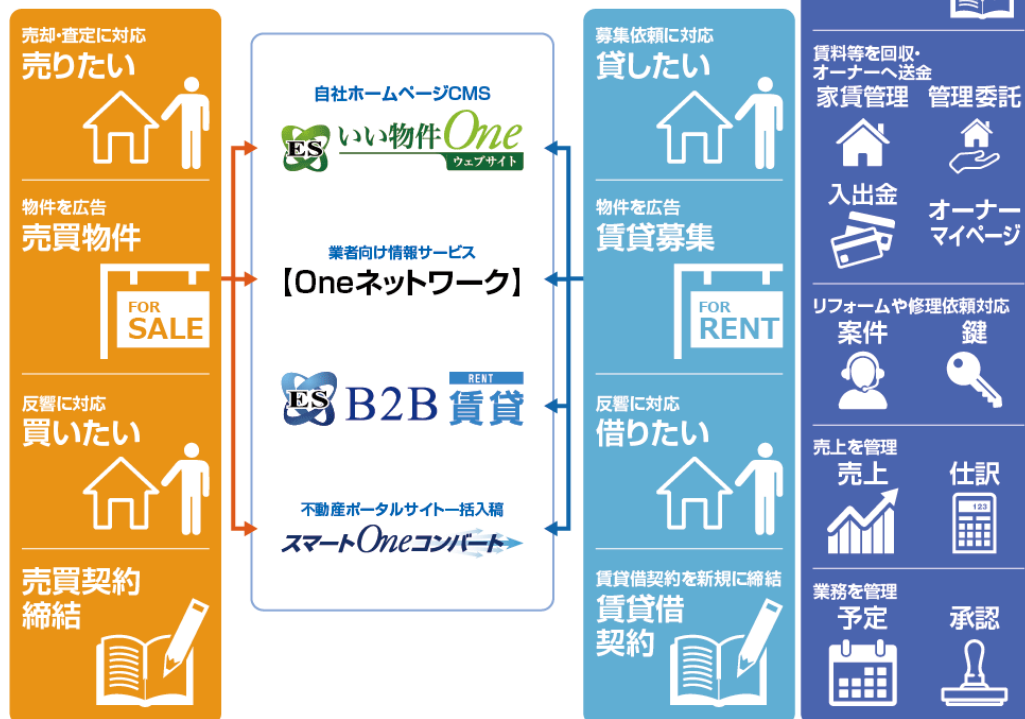 売却・査定に対応
売りたい
物件を広告
売買物件
FOR
SALE
反響に対応
買いたい
売買契約
締結
自社ホームページCMS
ES いい物件One
ウェブサイト
業者向け情報サービス
【Oneネットワーク】
ES B2B RENT 賃貸
不動産ポータルサイト一括入稿
スマートOneコンバート
募集依頼に対応
貸したい
物件を広告
賃貸募集
FOR
RENT
反響に対応
借りたい
賃貸借契約を新規に締結
賃貸借
契約
賃料等を回収・
オーナーへ送金
家賃管理 管理委託
入出金 オーナー
マイページ
リフォームや修理依頼対応
案件 鍵
売上を管理
売上 仕訳
123
業務を管理
予定 承認